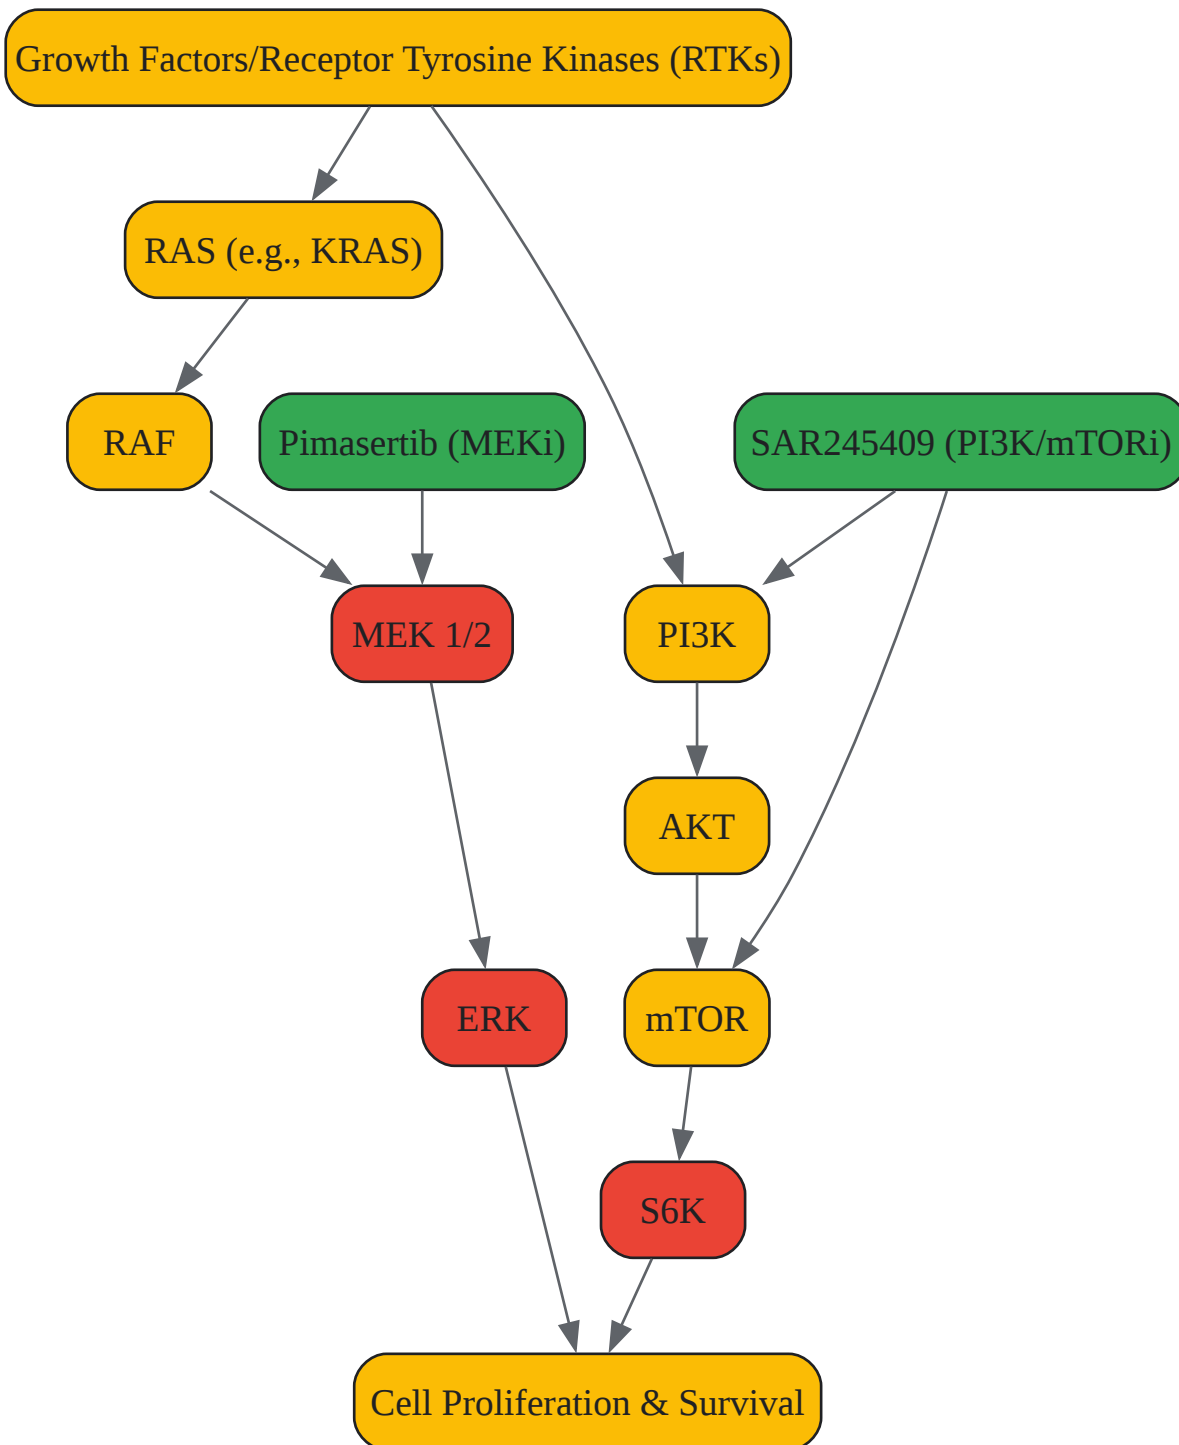 Growth Factors/Receptor Tyrosine Kinases (RTKs)
RAS (e.g., KRAS)
RAF
Pimasertib (MEKi)
SAR245409 (PI3K/mTORi)
MEK 1/2
PI3K
AKT
ERK
mTOR
S6K
Cell Proliferation & Survival